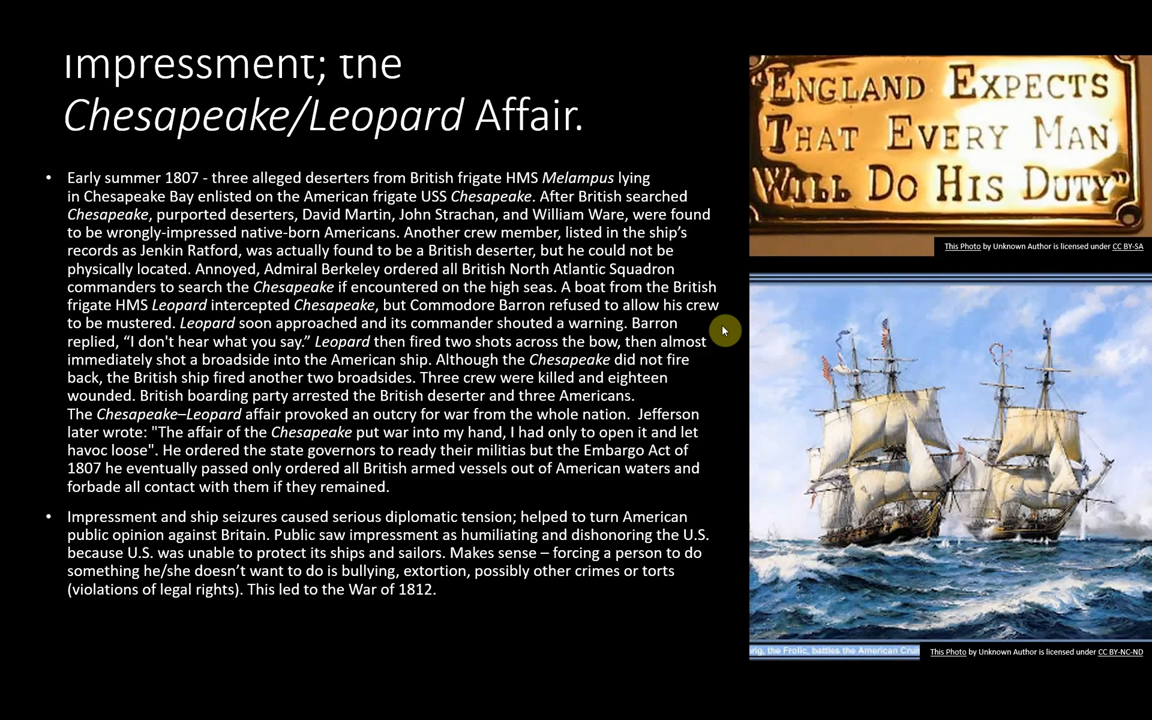 Impressment; the
Chesapeake/Leopard Affair.
• Early summer 1807 - three alleged deserters from British frigate HMS Melampus lying
in Chesapeake Bay enlisted on the American frigate USS Chesapeake. After British searched
Chesapeake, purported deserters, David Martin, John Strachan, and William Ware, were found
to be wrongly-impressed native-born Americans. Another crew member, listed in the ship's
records as Jenkin Ratford, was actually found to be a British deserter, but he could not be
physically located. Annoyed, Admiral Berkeley ordered all British North Atlantic Squadron
commanders to search the Chesapeake if encountered on the high seas. A boat from the British
frigate HMS Leopard intercepted Chesapeake, but Commodore Barron refused to allow his crew
to be mustered. Leopard soon approached and its commander shouted a warning. Barron
replied, “I don't hear what you say.” Leopard then fired two shots across the bow, then almost
immediately shot a broadside into the American ship. Although the Chesapeake did not fire
back, the British ship fired another two broadsides. Three crew were killed and eighteen
wounded. British boarding party arrested the British deserter and three Americans.
The Chesapeake–Leopard affair provoked an outcry for war from the whole nation.  Jefferson
later wrote: "The affair of the Chesapeake put war into my hand, I had only to open it and let
havoc loose". He ordered the state governors to ready their militias but the Embargo Act of
1807 he eventually passed only ordered all British armed vessels out of American waters and
forbade all contact with them if they remained.
• Impressment and ship seizures caused serious diplomatic tension; helped to turn American
public opinion against Britain. Public saw impressment as humiliating and dishonoring the U.S.
because U.S. was unable to protect its ships and sailors. Makes sense – forcing a person to do
something he/she doesn’t want to do is bullying, extortion, possibly other crimes or torts
(violations of legal rights). This led to the War of 1812.
"ENGLAND EXPECTS
THAT EVERY MAN
WILL DO HIS DUTY"
This Photo by Unknown Author is licensed under CC BY-SA
the Frolic, battles the American
This Photo by Unknown Author is licensed under CC BY-NC-ND